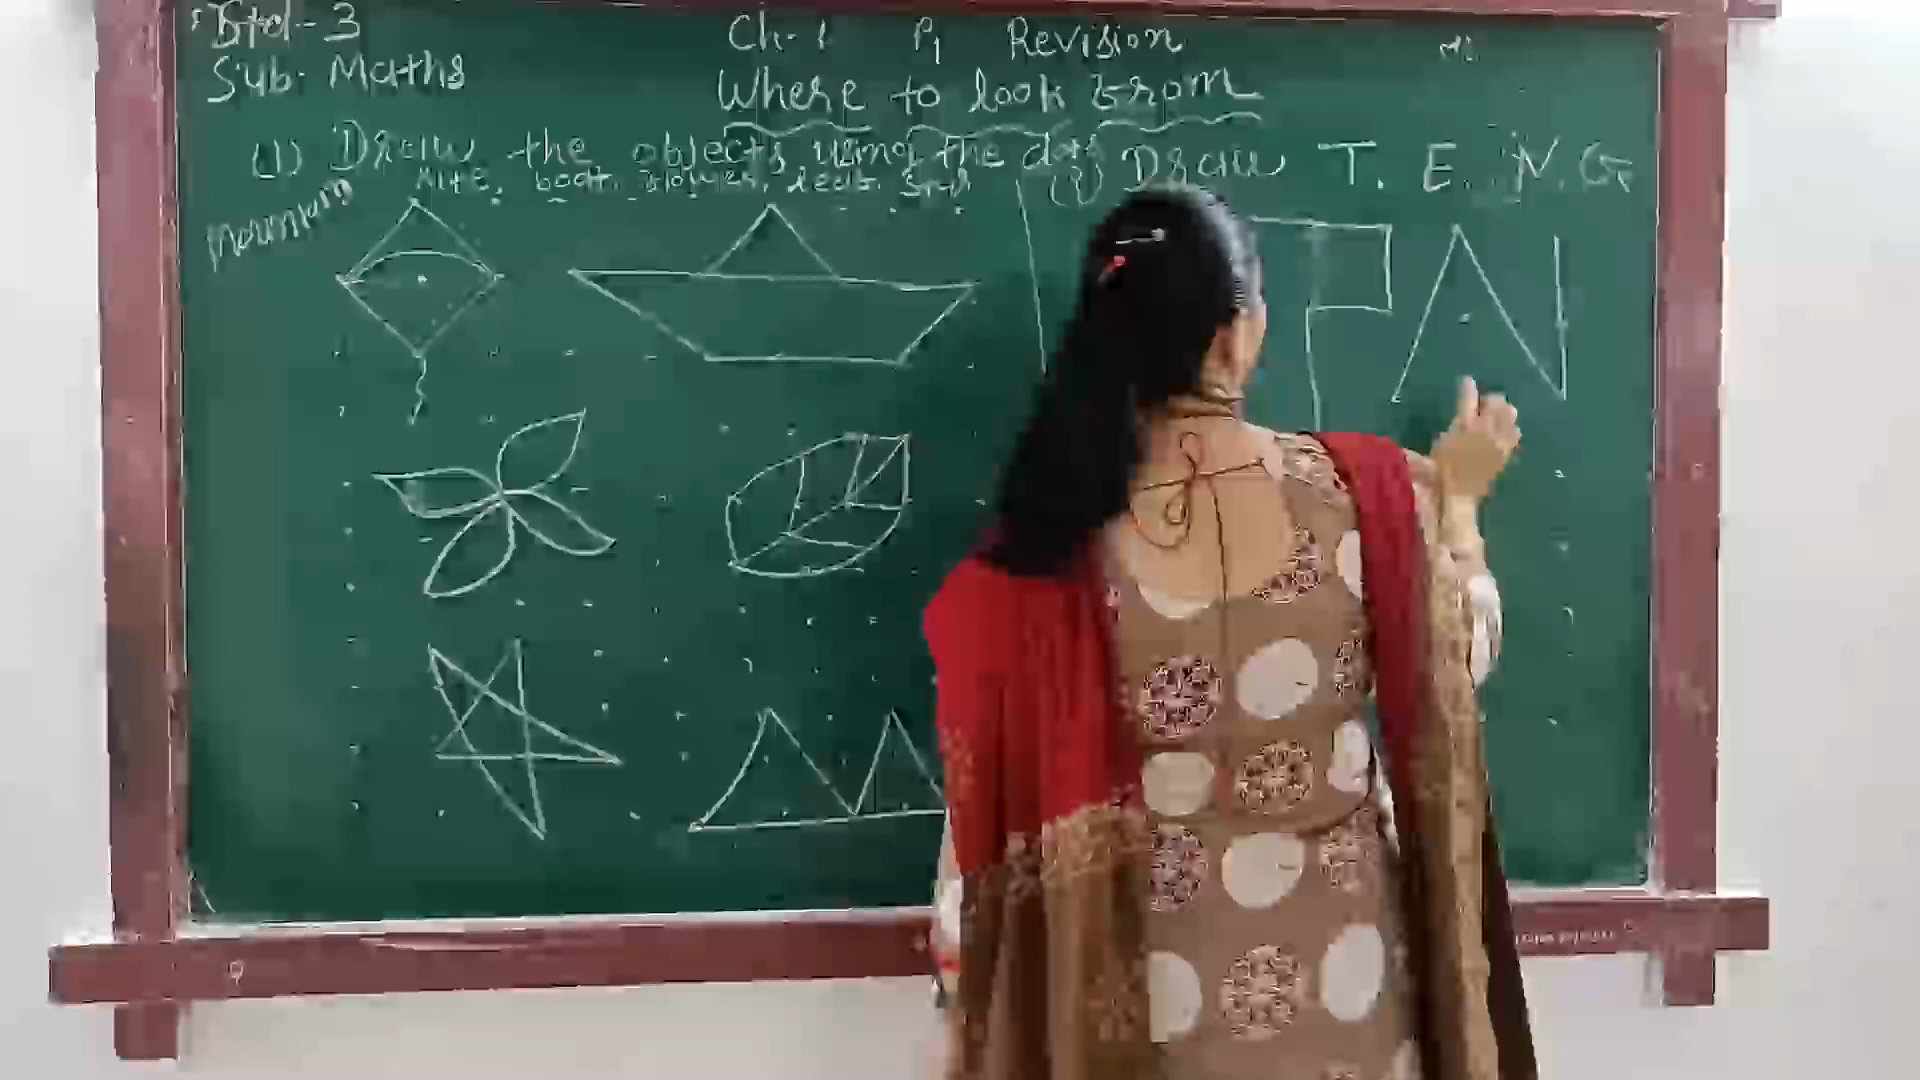 Std-3
Sub. Maths
Ch-1 P1 Revision
Where to look From
(1) Draw the objects using the dots
kite, boat, flower, leaf, star
mountain
(2) Draw T. E. N. G